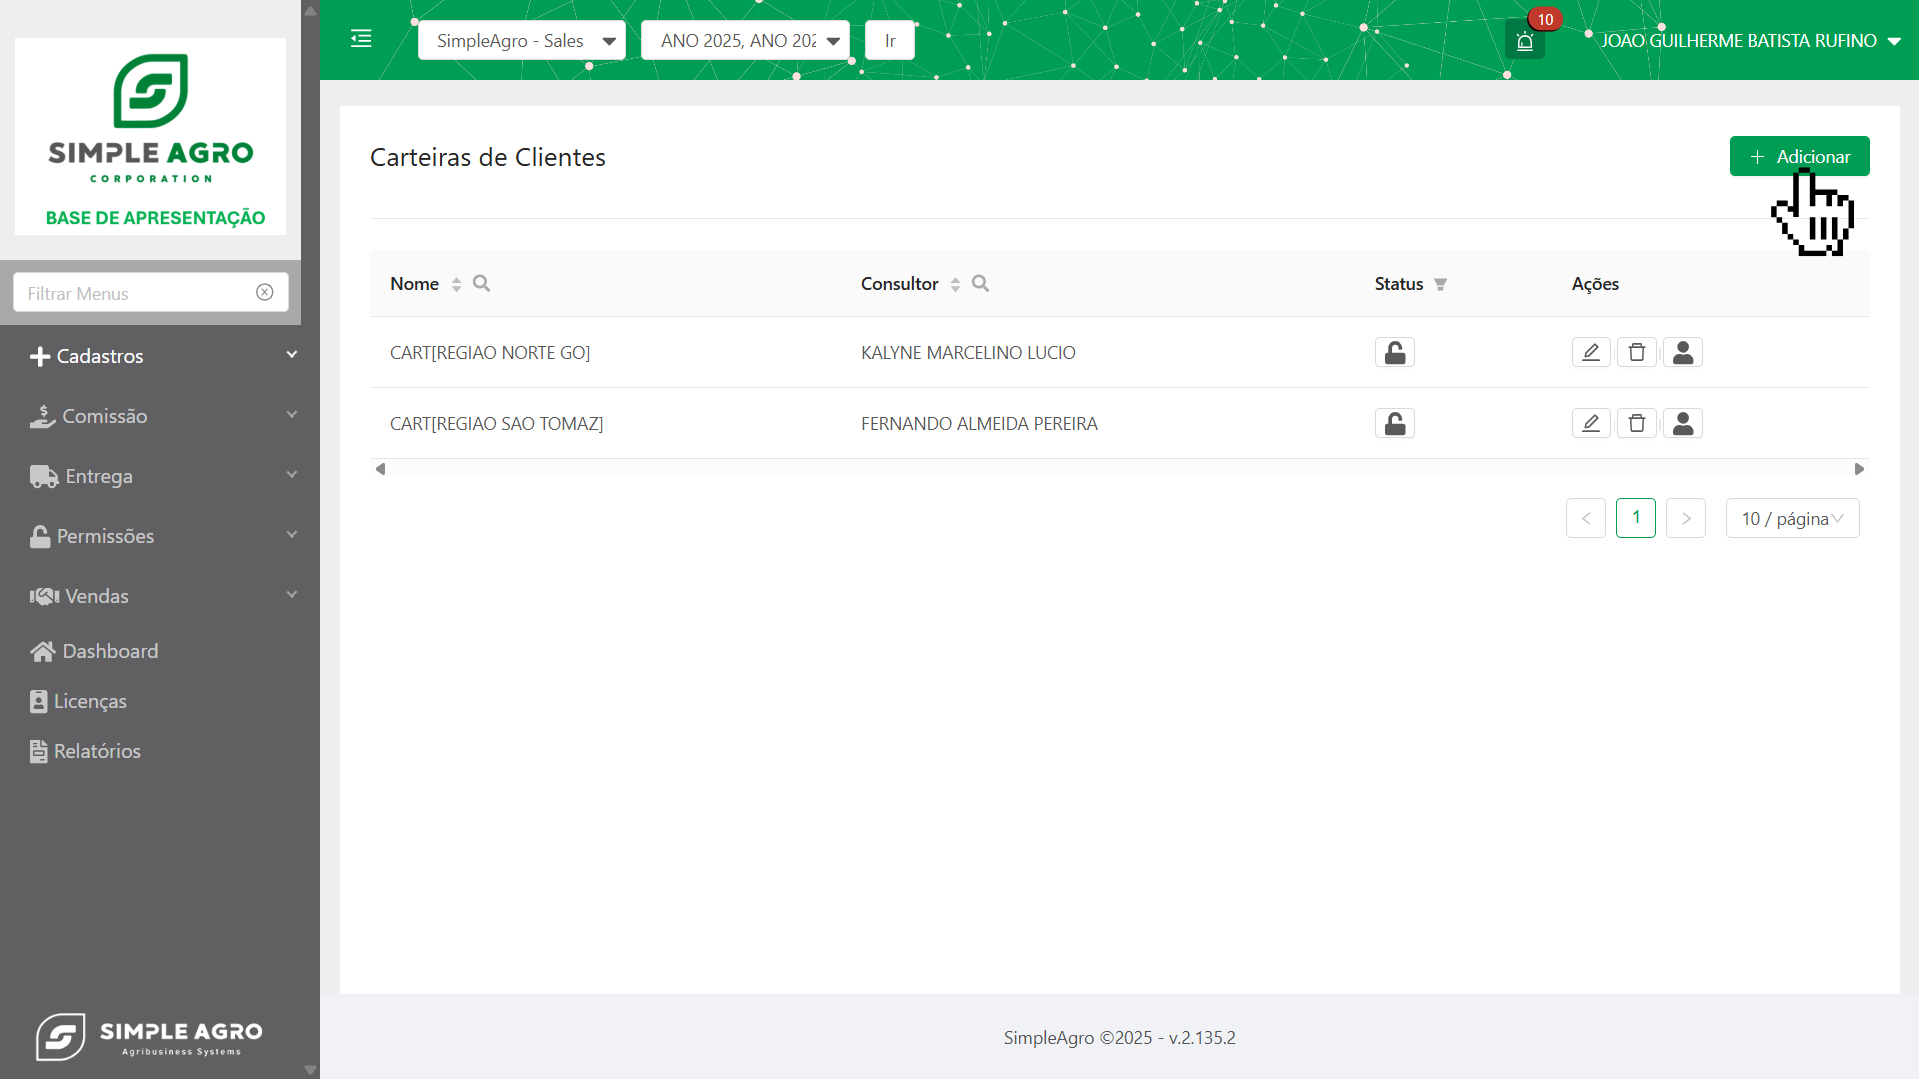 SIMPLE AGRO
CORPORATION
BASE DE APRESENTAÇÃO
Filtrar Menus
Cadastros
Comissão
Entrega
Permissões
Vendas
Dashboard
Licenças
Relatórios
SIMPLE AGRO
Agribusiness Systems
SimpleAgro - Sales
ANO 2025, ANO 202
Ir
10
JOAO GUILHERME BATISTA RUFINO
Carteiras de Clientes
Adicionar
Nome Consultor Status Ações
CART[REGIAO NORTE GO] KALYNE MARCELINO LUCIO
CART[REGIAO SAO TOMAZ] FERNANDO ALMEIDA PEREIRA
< 1 > 10 / página
SimpleAgro ©2025 - v.2.135.2